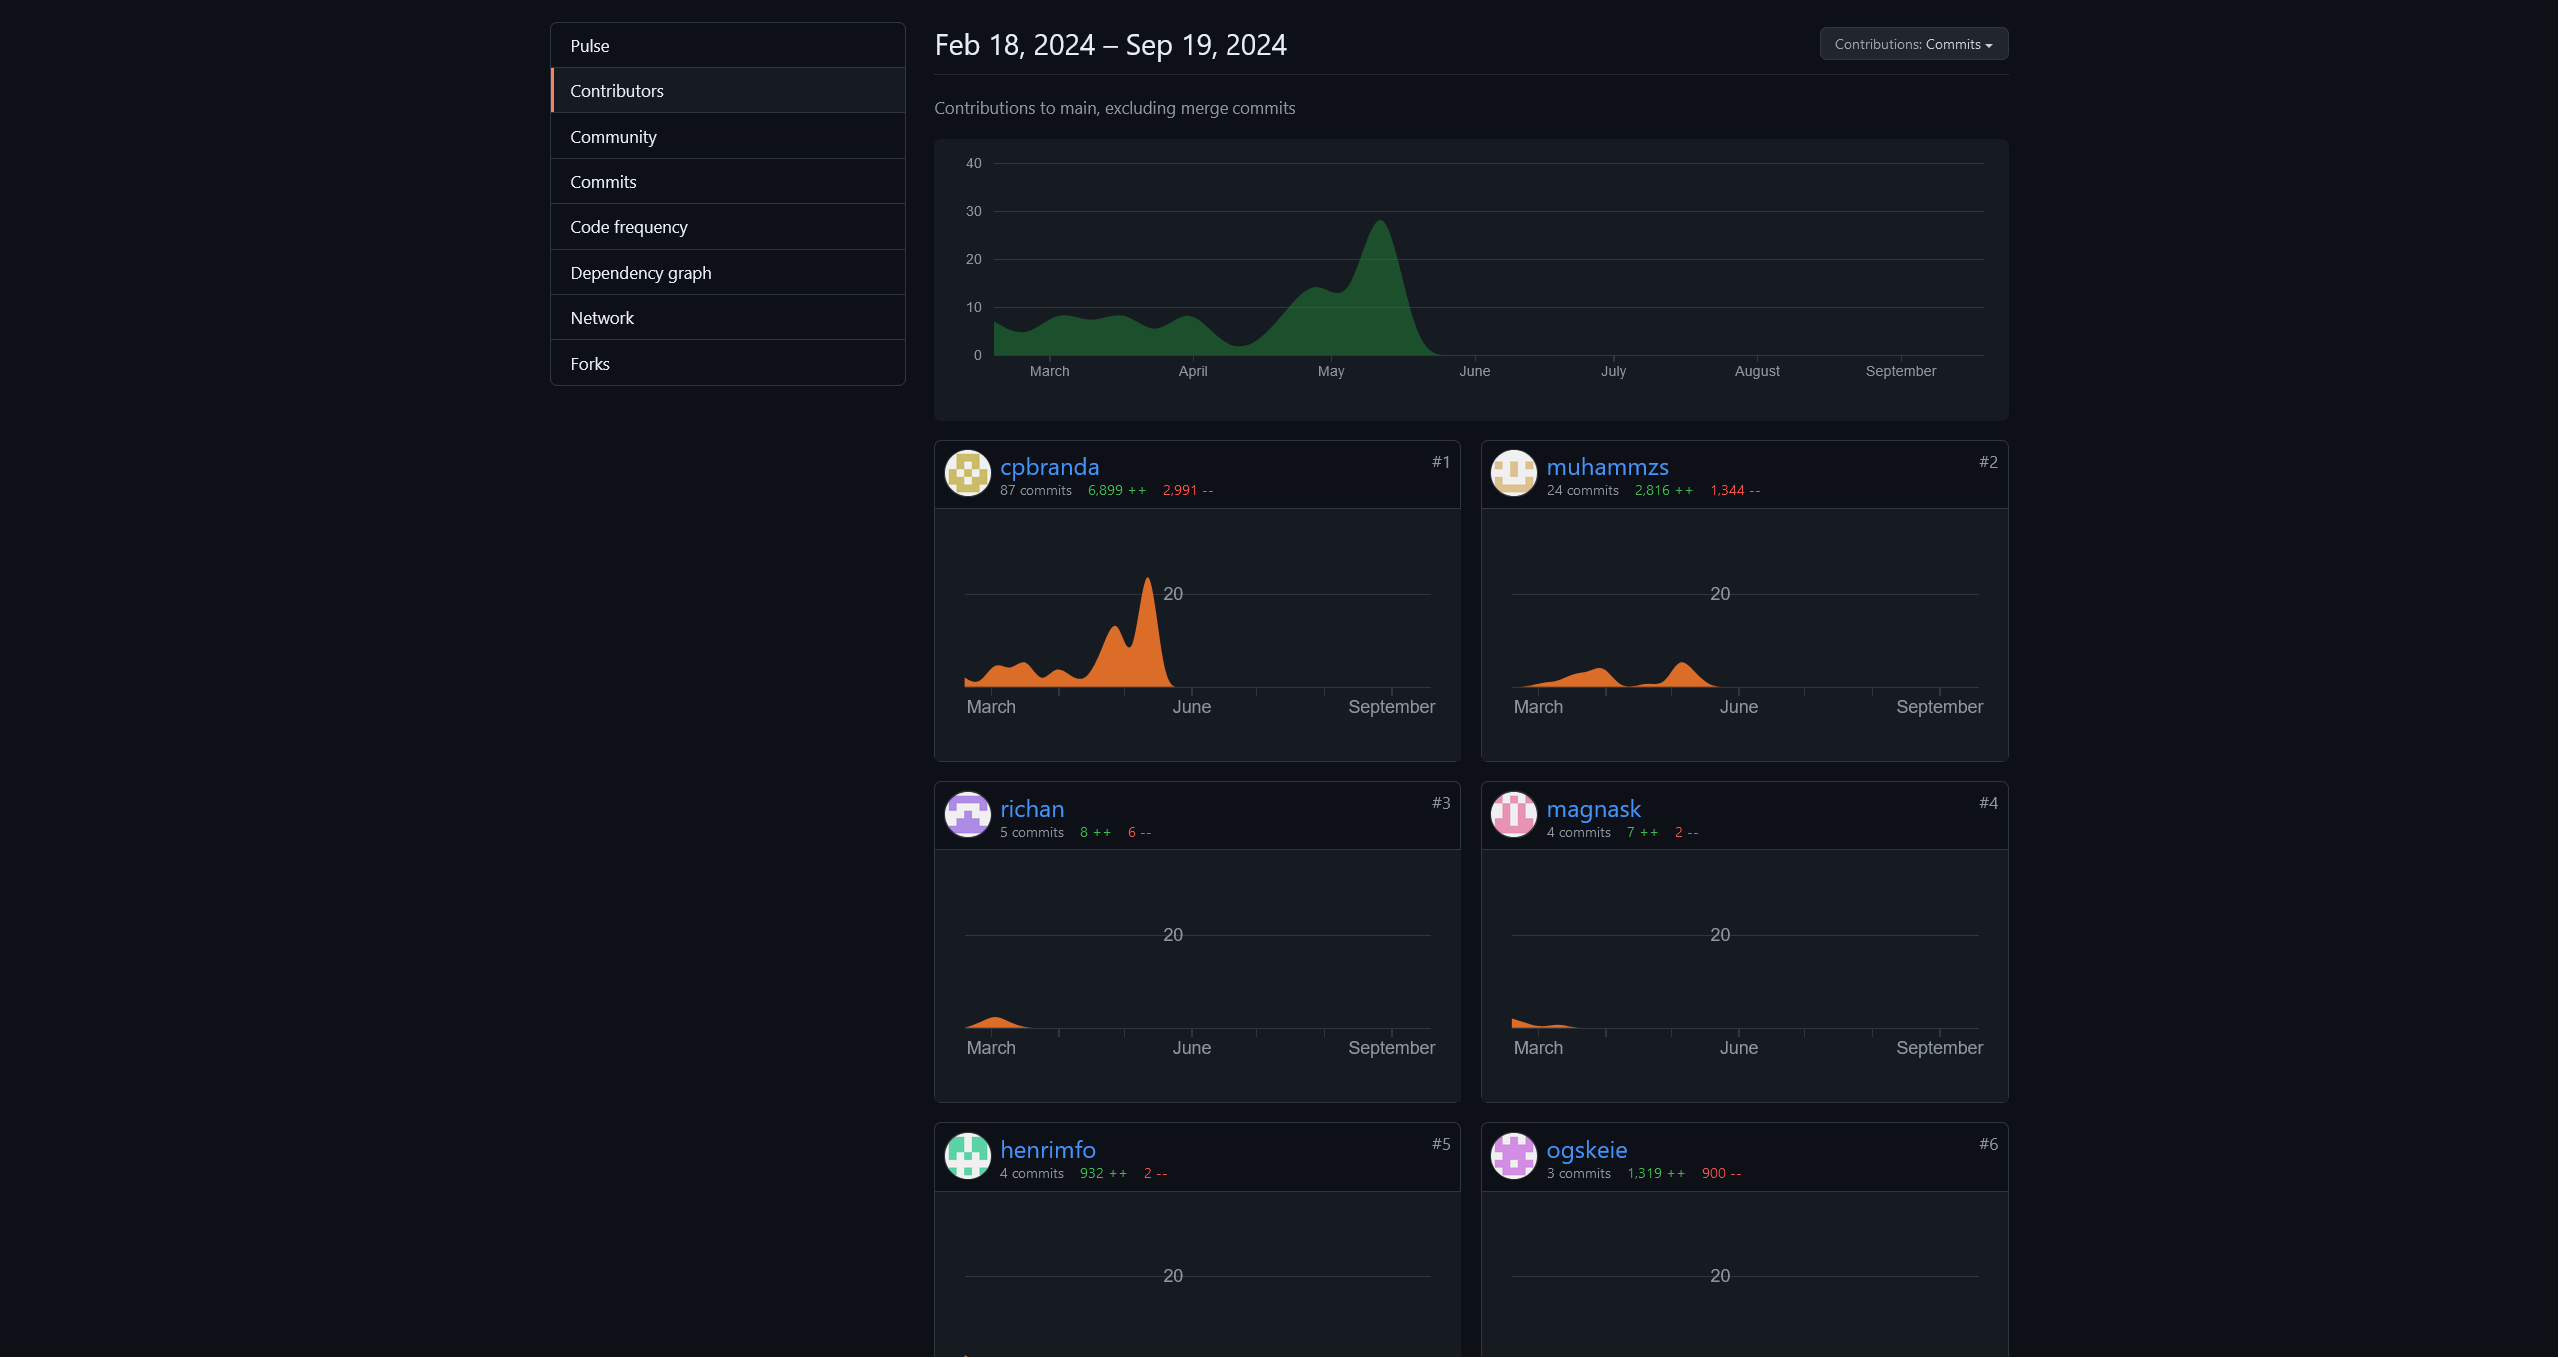 Pulse
Contributors
Community
Commits
Code frequency
Dependency graph
Network
Forks
Feb 18, 2024 – Sep 19, 2024
Contributions: Commits
Contributions to main, excluding merge commits
40
30
20
10
0
March April May June July August September
cpbranda #1
87 commits 6,899 ++ 2,991 --
20
March June September
muhammzs #2
24 commits 2,816 ++ 1,344 --
20
March June September
richan #3
5 commits 8 ++ 6 --
20
March June September
magnask #4
4 commits 7 ++ 2 --
20
March June September
henrimfo #5
4 commits 932 ++ 2 --
20
ogskeie #6
3 commits 1,319 ++ 900 --
20